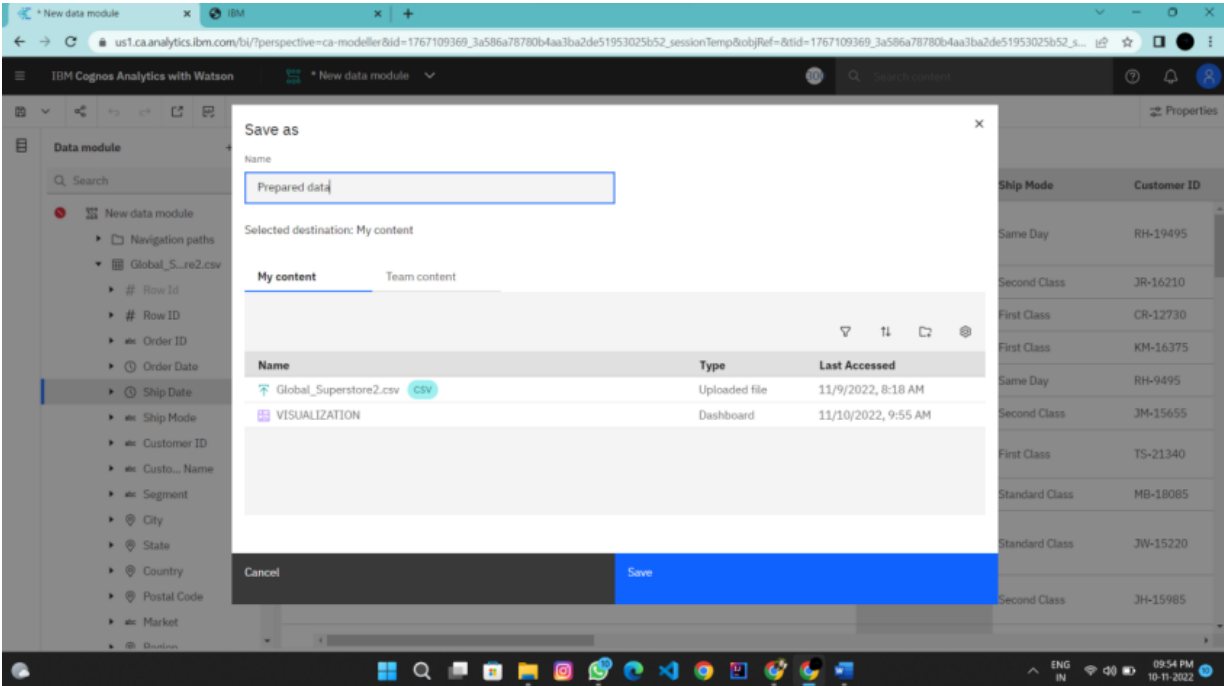 * New data module
IBM
us1.ca.analytics.ibm.com/bi/?perspective=ca-modeller&id=1767109369_3a586a78780b4aa3ba2de51953025b52_sessionTemp&objRef=&tid=1767109369_3a586a78780b4aa3ba2de51953025b52_s...
IBM Cognos Analytics with Watson
* New data module
Search content
Properties
Data module
Search
New data module
Navigation paths
Global_S...re2.csv
# Row Id
# Row ID
abc Order ID
Order Date
Ship Date
abc Ship Mode
abc Customer ID
abc Custo... Name
abc Segment
City
State
Country
Postal Code
abc Market
Region
Save as
Name
Prepared data
Selected destination: My content
My content Team content
Name Type Last Accessed
Global_Superstore2.csv CSV Uploaded file 11/9/2022, 8:18 AM
VISUALIZATION Dashboard 11/10/2022, 9:55 AM
Cancel Save
Ship Mode Customer ID
Same Day RH-19495
Second Class JR-16210
First Class CR-12730
First Class KM-16375
Same Day RH-9495
Second Class JM-15655
First Class TS-21340
Standard Class MB-18085
Standard Class JW-15220
Second Class JH-15985
ENG
IN
09:54 PM
10-11-2022